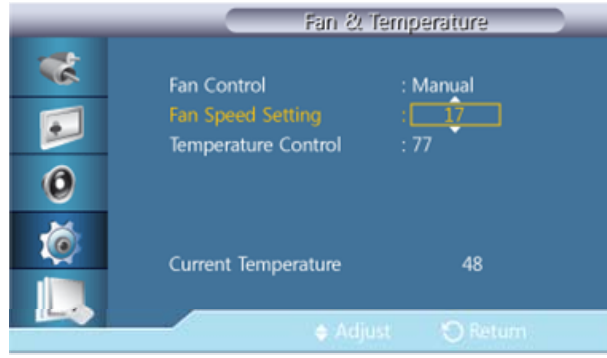 Fan & Temperature
Fan Control : Manual
Fan Speed Setting : 17
Temperature Control : 77
Current Temperature 48
Adjust Return